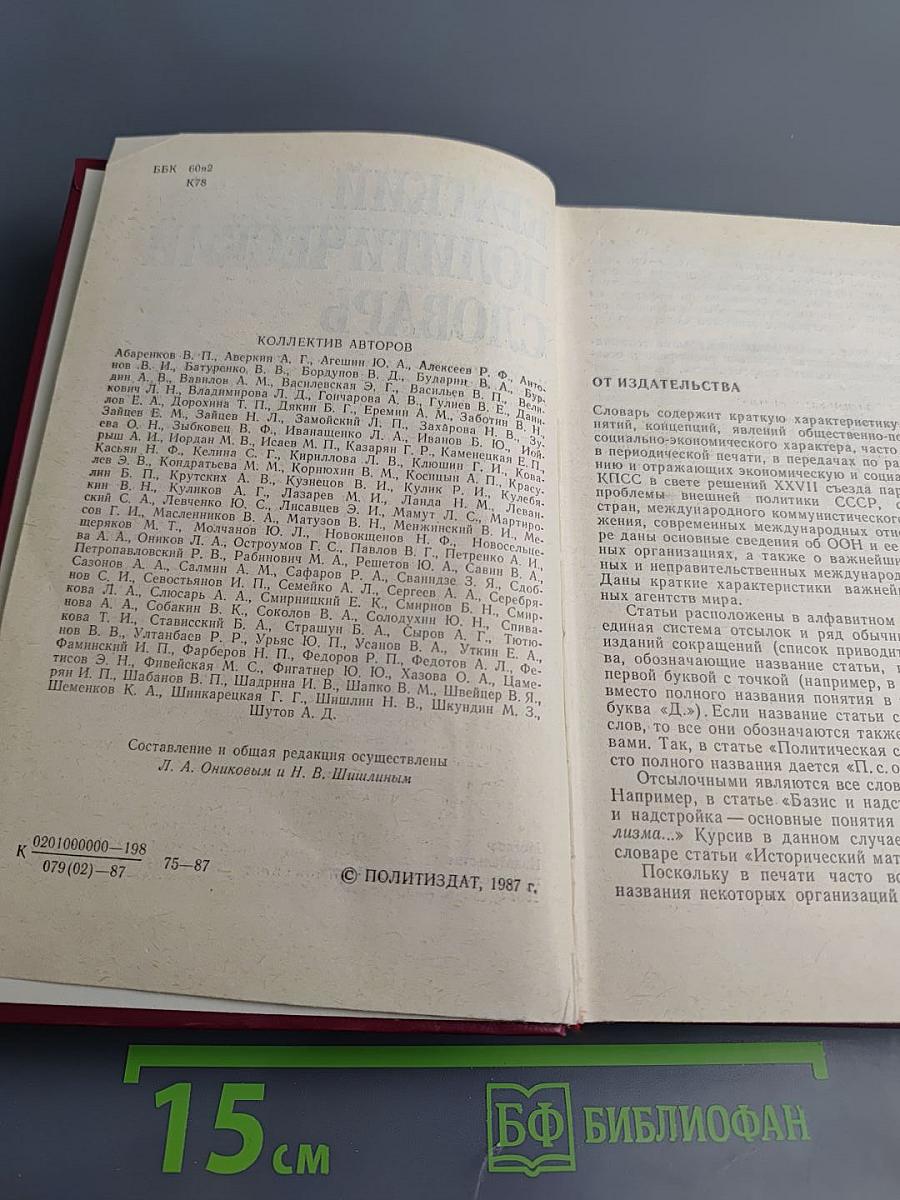 ББК 60я2
К78
КРАТКИЙ
ПОЛИТИЧЕСКИЙ
СЛОВАРЬ
КОЛЛЕКТИВ АВТОРОВ
Абаренков В. П., Аверкин А. Г., Агешин Ю. А., Алексеев Р. Ф., Анто-
нов В. И., Батуренко В. В., Бордунов В. Д., Бударин В. А., Бур-
дин А. В., Вавилов А. М., Василевская Э. Г., Васильев В. П., Вели-
кович Л. Н., Владимирова Л. Д., Гончарова А. В., Гулиев В. Е., Дани-
лов Е. А., Дорохина Т. П., Дякин Б. Г., Еремин А. М., Заботин В. Н.,
Зайцев Е. М., Зайцев Н. Л., Замойский Л. П., Захарова Н. В., Зу-
ева О. Н., Зыбковец В. Ф., Иванащенко Л. А., Иванов Б. Ю., Иой-
рыш А. И., Иордан М. В., Исаев М. П., Казарян Г. Р., Каменецкая Е. П.,
Касьян Н. Ф., Келина С. Г., Кириллова Л. В., Клюшин Г. И., Кова-
лев Э. В., Кондратьева М. М., Корнюхин В. М., Косицын А. П., Красу-
лин Б. П., Крутских А. В., Кузнецов В. И., Кулик Р. И., Кулебя-
кин В. Н., Куликов А. Г., Лазарев М. И., Ланда Н. М., Леван-
ский С. А., Левченко Ю. С., Лисавцев Э. И., Мамут Л. С., Мартиро-
сов Г. И., Масленников В. А., Матузов В. Н., Менжинский В. И., Ме-
щеряков М. Т., Молчанов Ю. Л., Новокщенов Н. Ф., Новосельце-
ва А. А., Оников Л. А., Остроумов Г. С., Павлов В. Г., Петренко А. И.,
Петропавловский Р. В., Рабинович М. А., Решетов Ю. А., Савин В. А.,
Сазонов А. А., Салмин А. М., Сафаров Р. А., Сванидзе З. Я., Сдоб-
нов С. И., Севостьянов И. П., Семейко А. Л., Сергеев А. А., Серебря-
кова Л. А., Слюсарь А. А., Смирницкий Е. К., Смирнов Б. Н., Смир-
нова А. А., Собакин В. К., Соколов В. А., Солодухин Ю. Н., Спива-
кова Т. И., Стависский Б. А., Страшун Б. А., Сыров А. Г., Тютю-
нов В. В., Ултанбаев Р. Р., Урьяс Ю. П., Усанов В. А., Уткин Е. А.,
Фаминский И. П., Фарберов Н. П., Федоров Р. П., Федотов А. Л., Фе-
тисов Э. Н., Фивейская М. С., Фигатнер Ю. Ю., Хазова О. А., Цаме-
рян И. П., Шабанов В. П., Шадрина И. В., Шапко В. М., Швейцер В. Я.,
Шеменков К. А., Шинкарецкая Г. Г., Шишлин Н. В., Шкундин М. З.,
Шутов А. Д.
Составление и общая редакция осуществлены
Л. А. Ониковым и Н. В. Шишлиным
К 0201000000—198
079(02)—87
75—87
© ПОЛИТИЗДАТ, 1987 г.
ОТ ИЗДАТЕЛЬСТВА
Словарь содержит краткую характеристику
нятий, концепций, явлений общественно-по
социально-экономического характера, часто
в периодической печати, в передачах по ра
нию и отражающих экономическую и социа
КПСС в свете решений XXVII съезда пар
проблемы внешней политики СССР, с
стран, международного коммунистического
жения, современных международных отно
ре даны основные сведения об ООН и ее
ных организациях, а также о важнейши
ных и неправительственных международ
Даны краткие характеристики важней
ных агентств мира.
Статьи расположены в алфавитном
единая система отсылок и ряд обычн
изданий сокращений (список приводит
ва, обозначающие название статьи,
первой буквой с точкой (например, в
вместо полного названия понятия в
буква «Д.»). Если название статьи с
слов, то все они обозначаются также
вами. Так, в статье «Политическая с
сто полного названия дается «П. с. о
Отсылочными являются все слов
Например, в статье «Базис и надст
и надстройка — основные понятия
лизма...» Курсив в данном случае
словаре статьи «Исторический мат
Поскольку в печати часто вс
названия некоторых организаций
15 см
БФ БИБЛИОФАН